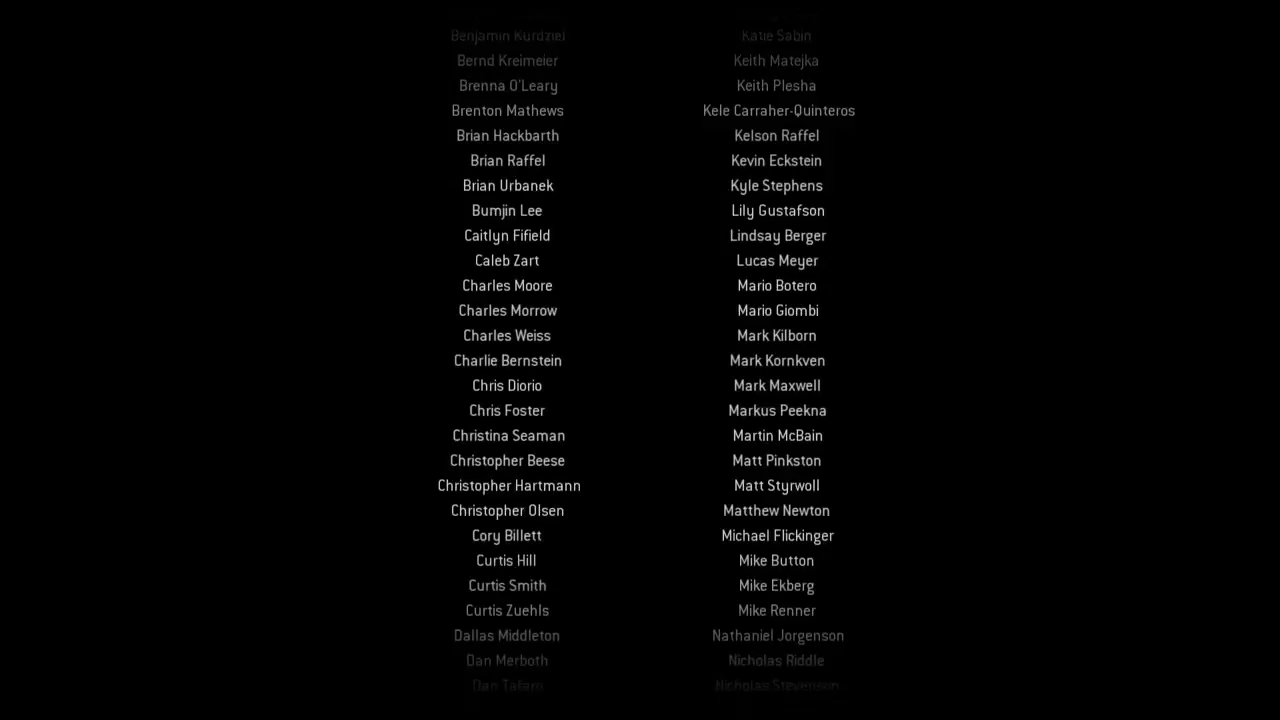 Benjamin Kurdziel
Bernd Kreimeier
Brenna O'Leary
Brenton Mathews
Brian Hackbarth
Brian Raffel
Brian Urbanek
Bumjin Lee
Caitlyn Fifield
Caleb Zart
Charles Moore
Charles Morrow
Charles Weiss
Charlie Bernstein
Chris Diorio
Chris Foster
Christina Seaman
Christopher Beese
Christopher Hartmann
Christopher Olsen
Cory Billett
Curtis Hill
Curtis Smith
Curtis Zuehls
Dallas Middleton
Dan Merboth
Dan Tafaro
Katie Sabin
Keith Matejka
Keith Plesha
Kele Carraher-Quinteros
Kelson Raffel
Kevin Eckstein
Kyle Stephens
Lily Gustafson
Lindsay Berger
Lucas Meyer
Mario Botero
Mario Giombi
Mark Kilborn
Mark Kornkven
Mark Maxwell
Markus Peekna
Martin McBain
Matt Pinkston
Matt Styrwoll
Matthew Newton
Michael Flickinger
Mike Button
Mike Ekberg
Mike Renner
Nathaniel Jorgenson
Nicholas Riddle
Nicholas Stevenson